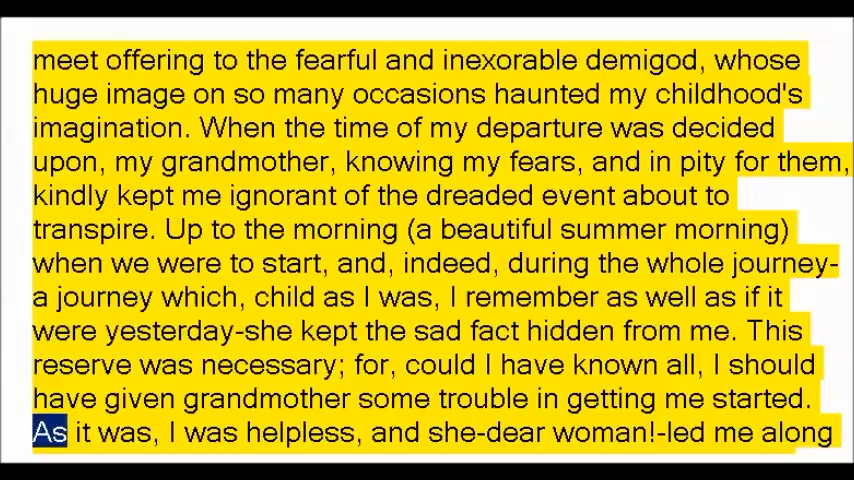 meet offering to the fearful and inexorable demigod, whose
huge image on so many occasions haunted my childhood's
imagination. When the time of my departure was decided
upon, my grandmother, knowing my fears, and in pity for them,
kindly kept me ignorant of the dreaded event about to
transpire. Up to the morning (a beautiful summer morning)
when we were to start, and, indeed, during the whole journey-
a journey which, child as I was, I remember as well as if it
were yesterday-she kept the sad fact hidden from me. This
reserve was necessary; for, could I have known all, I should
have given grandmother some trouble in getting me started.
As it was, I was helpless, and she-dear woman!-led me along